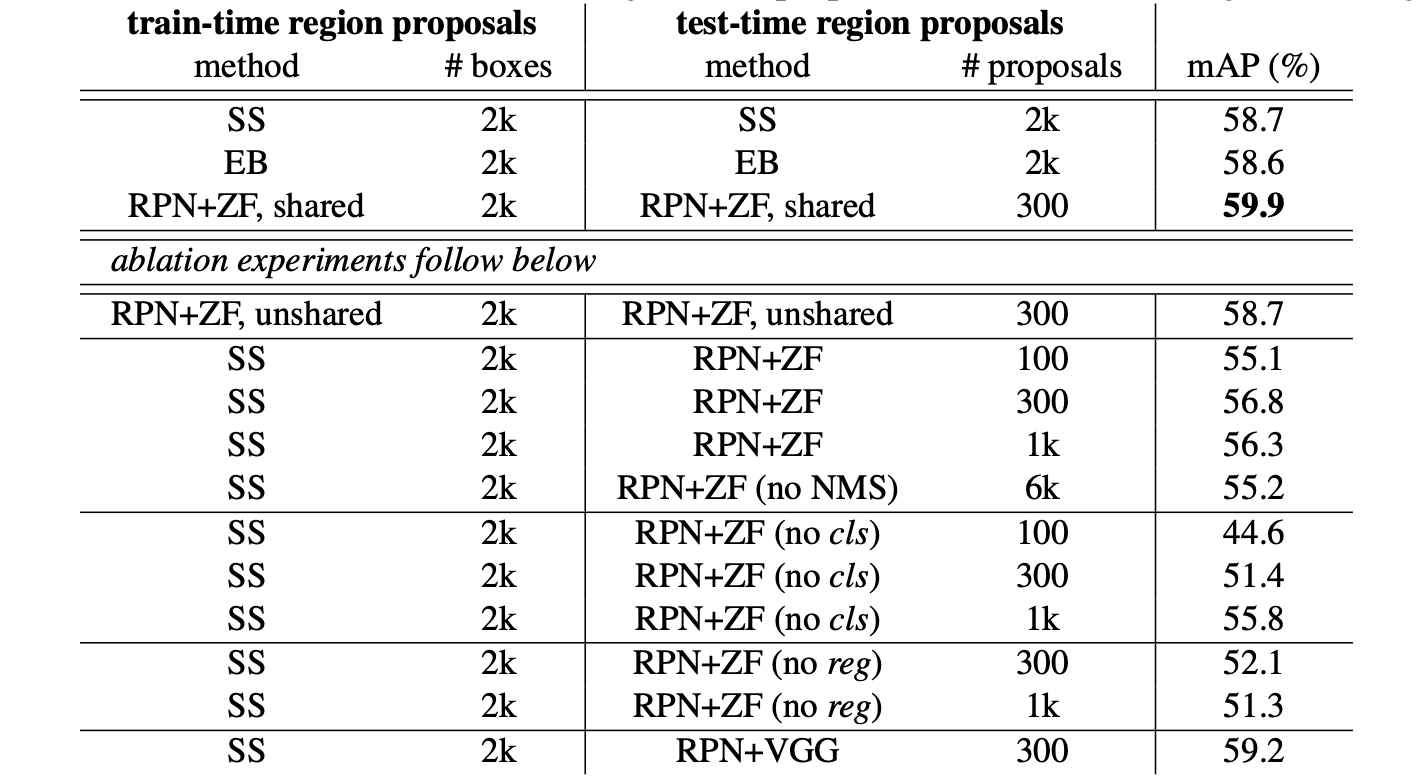 train-time region proposals test-time region proposals
method # boxes method # proposals mAP (%)
SS 2k SS 2k 58.7
EB 2k EB 2k 58.6
RPN+ZF, shared 2k RPN+ZF, shared 300 59.9
ablation experiments follow below
RPN+ZF, unshared 2k RPN+ZF, unshared 300 58.7
SS 2k RPN+ZF 100 55.1
SS 2k RPN+ZF 300 56.8
SS 2k RPN+ZF 1k 56.3
SS 2k RPN+ZF (no NMS) 6k 55.2
SS 2k RPN+ZF (no cls) 100 44.6
SS 2k RPN+ZF (no cls) 300 51.4
SS 2k RPN+ZF (no cls) 1k 55.8
SS 2k RPN+ZF (no reg) 300 52.1
SS 2k RPN+ZF (no reg) 1k 51.3
SS 2k RPN+VGG 300 59.2